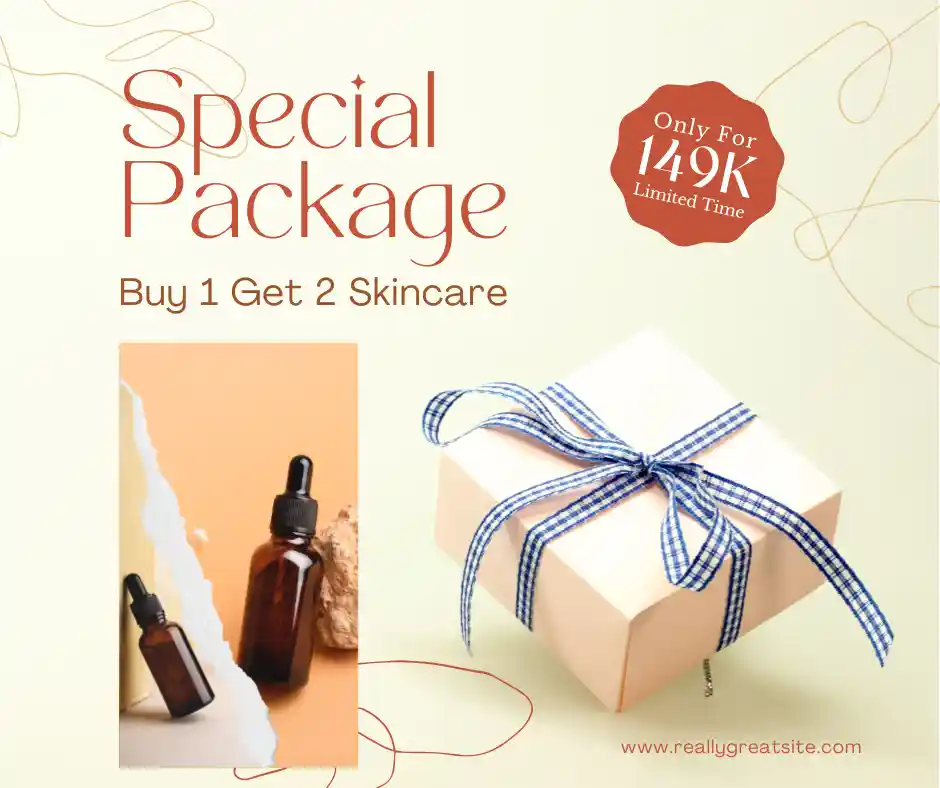 Special
Package
Buy 1 Get 2 Skincare
Only For
149K
Limited Time
www.reallygreatsite.com